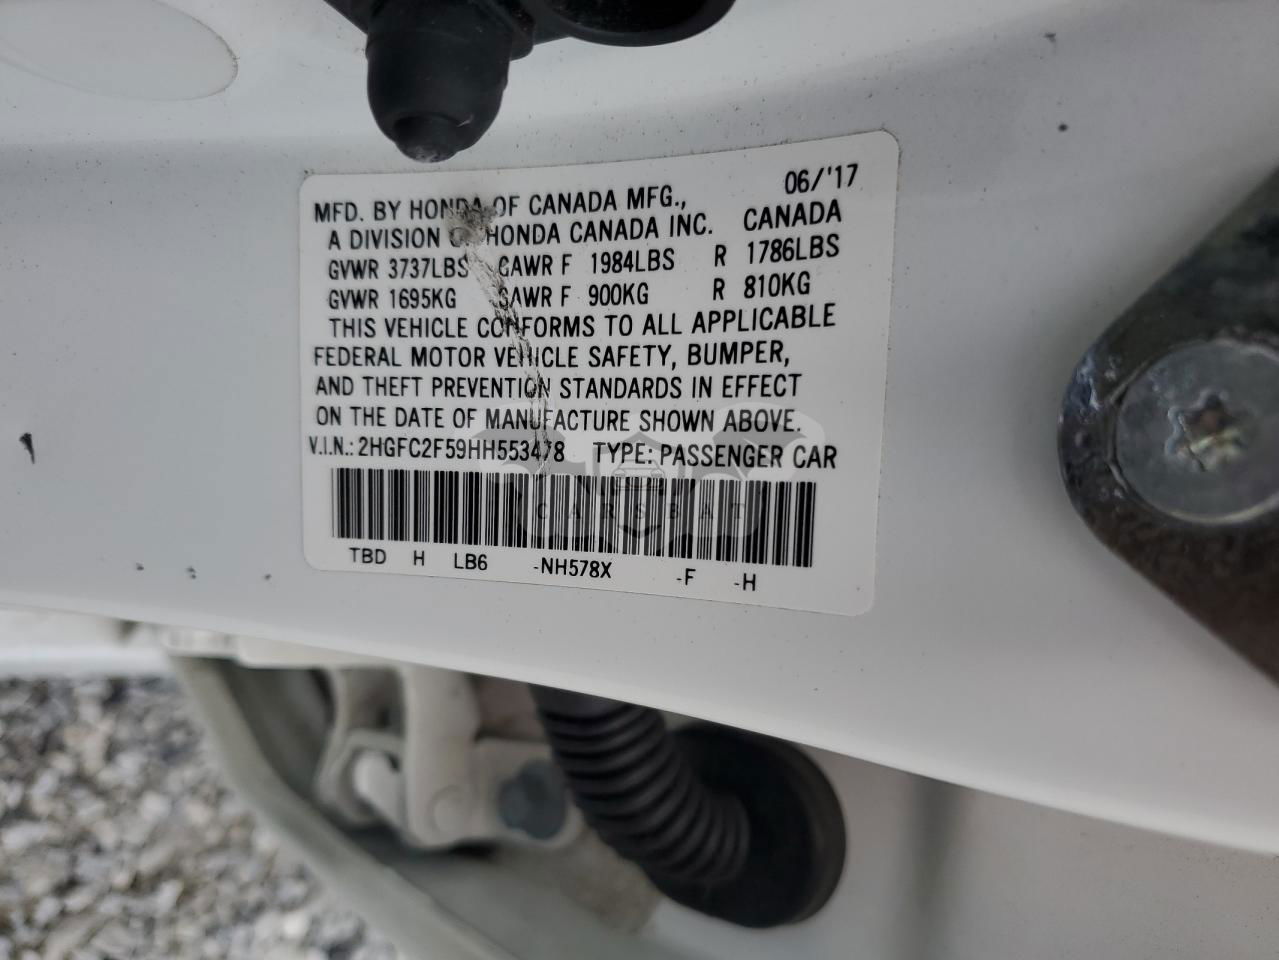 06/'17
MFD. BY HONDA OF CANADA MFG.,
A DIVISION OF HONDA CANADA INC. CANADA
GVWR 3737LBS GAWR F 1984LBS R 1786LBS
GVWR 1695KG GAWR F 900KG R 810KG
THIS VEHICLE CONFORMS TO ALL APPLICABLE
FEDERAL MOTOR VEHICLE SAFETY, BUMPER,
AND THEFT PREVENTION STANDARDS IN EFFECT
ON THE DATE OF MANUFACTURE SHOWN ABOVE.
V.I.N.: 2HGFC2F59HH553478 TYPE: PASSENGER CAR
CARSBAT
TBD H LB6 -NH578X -F -H